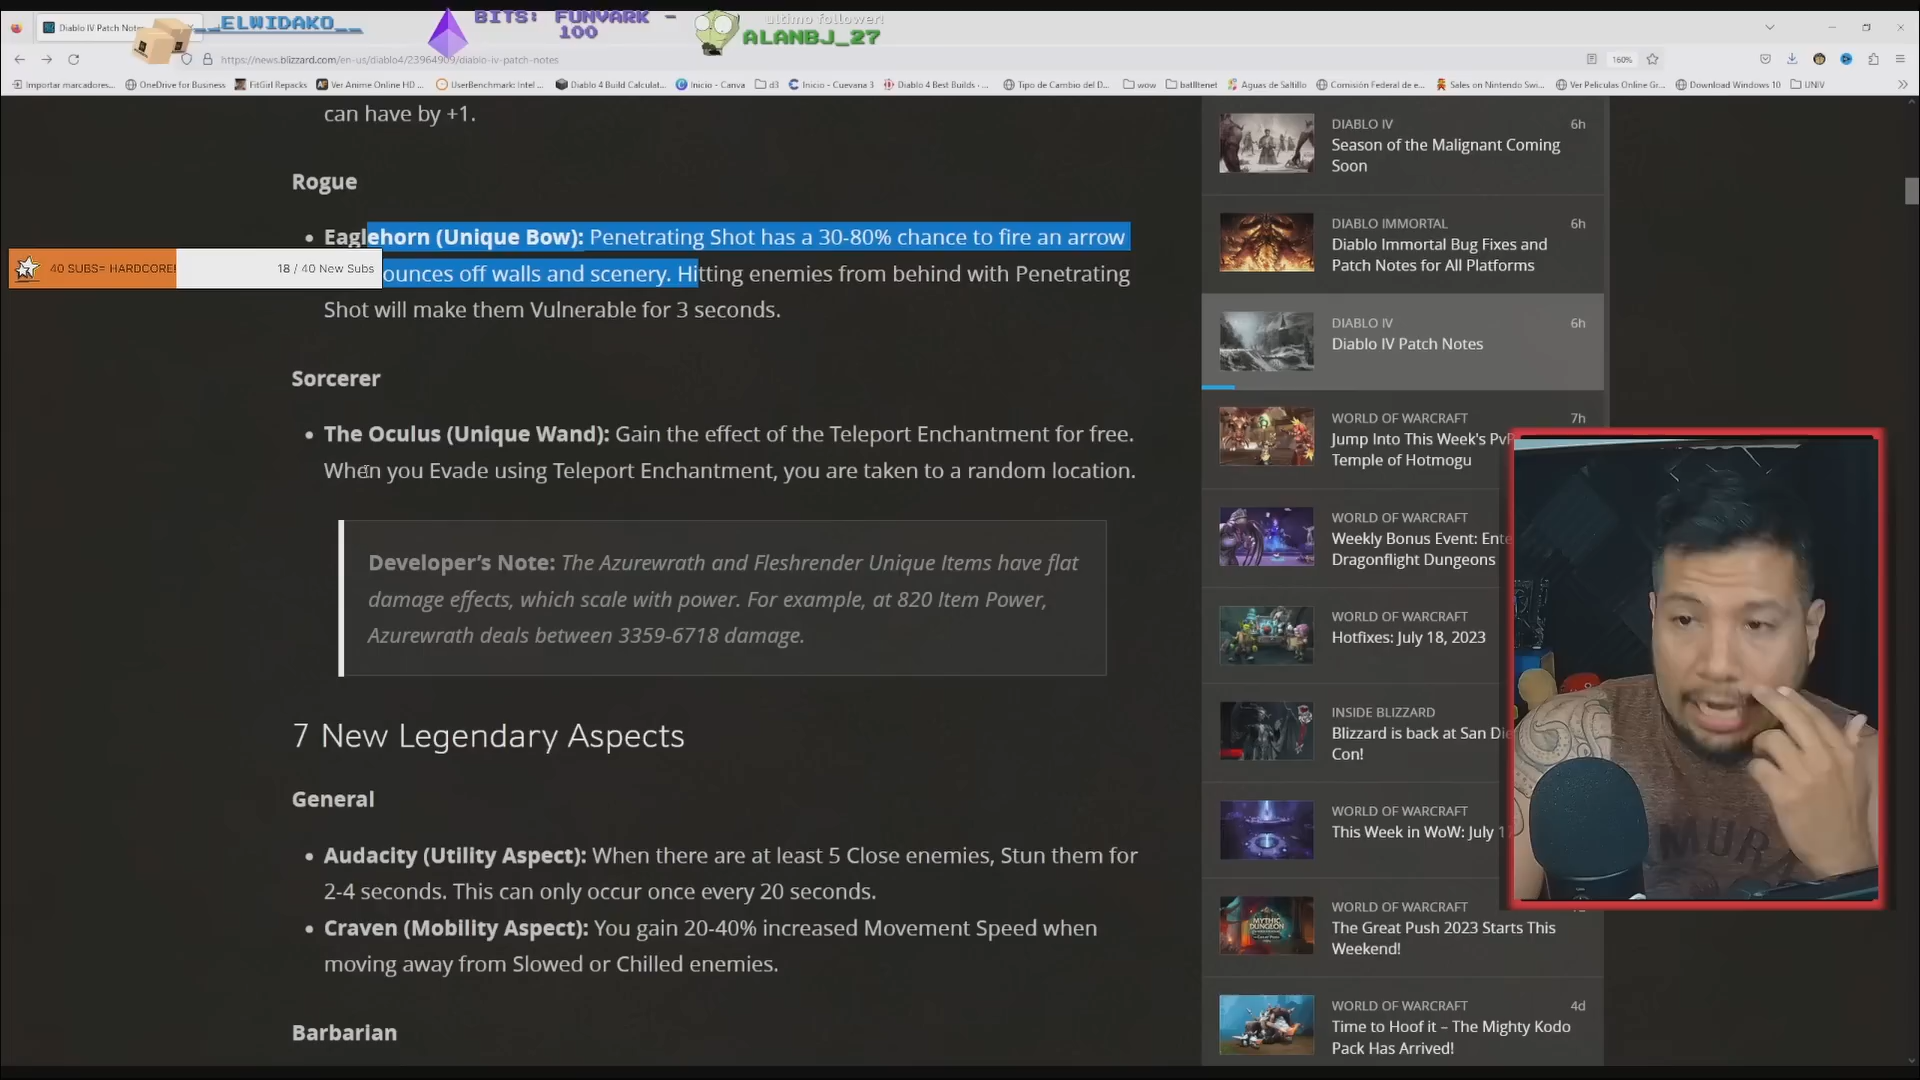 __ELWIDAKO__
BITS: FUNYARK - 100
ultimo follower!
ALANBJ_27
Diablo IV Patch Not
https://news.blizzard.com/en-us/diablo4/23964909/diablo-iv-patch-notes
160%
Importar marcadores...
OneDrive for Business
FitGirl Repacks
Ver Anime Online HD ...
UserBenchmark: Intel ...
Diablo 4 Build Calculat...
Inicio - Canva
d3
Inicio - Cuevana 3
Diablo 4 Best Builds - ...
Tipo de Cambio del D...
wow
batlltenet
Aguas de Saltillo
Comisión Federal de e...
Sales on Nintendo Swi...
Ver Películas Online Gr...
Download Windows 10
UNIV
can have by +1.
Rogue
• Eaglehorn (Unique Bow): Penetrating Shot has a 30-80% chance to fire an arrow
ounces off walls and scenery. Hitting enemies from behind with Penetrating
Shot will make them Vulnerable for 3 seconds.
40 SUBS= HARDCORE!
18 / 40 New Subs
Sorcerer
• The Oculus (Unique Wand): Gain the effect of the Teleport Enchantment for free.
When you Evade using Teleport Enchantment, you are taken to a random location.
Developer's Note: The Azurewrath and Fleshrender Unique Items have flat
damage effects, which scale with power. For example, at 820 Item Power,
Azurewrath deals between 3359-6718 damage.
7 New Legendary Aspects
General
• Audacity (Utility Aspect): When there are at least 5 Close enemies, Stun them for
2-4 seconds. This can only occur once every 20 seconds.
• Craven (Mobility Aspect): You gain 20-40% increased Movement Speed when
moving away from Slowed or Chilled enemies.
Barbarian
DIABLO IV 6h
Season of the Malignant Coming
Soon
DIABLO IMMORTAL 6h
Diablo Immortal Bug Fixes and
Patch Notes for All Platforms
DIABLO IV 6h
Diablo IV Patch Notes
WORLD OF WARCRAFT 7h
Jump Into This Week's PvP
Temple of Hotmogu
WORLD OF WARCRAFT
Weekly Bonus Event: Ente
Dragonflight Dungeons
WORLD OF WARCRAFT
Hotfixes: July 18, 2023
INSIDE BLIZZARD
Blizzard is back at San Die
Con!
WORLD OF WARCRAFT
This Week in WoW: July 1
MYTHIC DUNGEON
WORLD OF WARCRAFT
The Great Push 2023 Starts This
Weekend!
WORLD OF WARCRAFT 4d
Time to Hoof it – The Mighty Kodo
Pack Has Arrived!